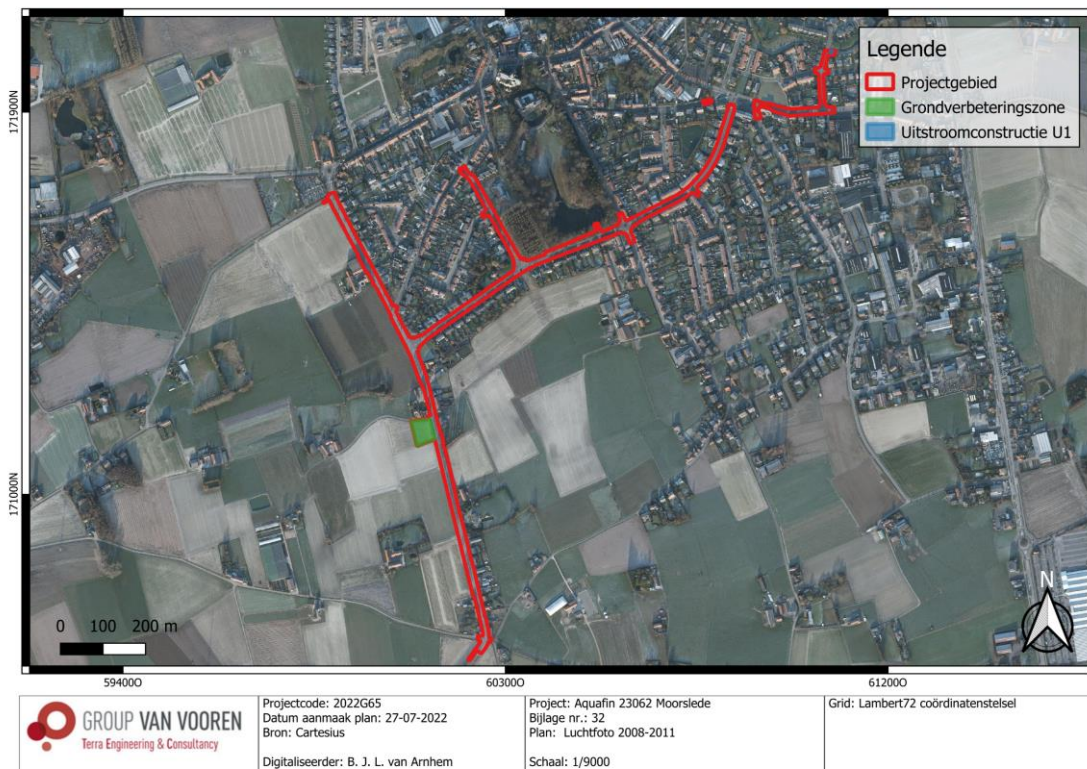 Legende
Projectgebied
Grondverbeteringszone
Uitstroomconstructie U1
171900N
171000N
N
0 100 200 m
594000
603000
612000
GROUP VAN VOOREN
Terra Engineering & Consultancy
Projectcode: 2022G65
Datum aanmaak plan: 27-07-2022
Bron: Cartesius
Digitaliseerder: B. J. L. van Arnhem
Project: Aquafin 23062 Moorslede
Bijlage nr.: 32
Plan: Luchtfoto 2008-2011
Schaal: 1/9000
Grid: Lambert72 coördinatenstelsel